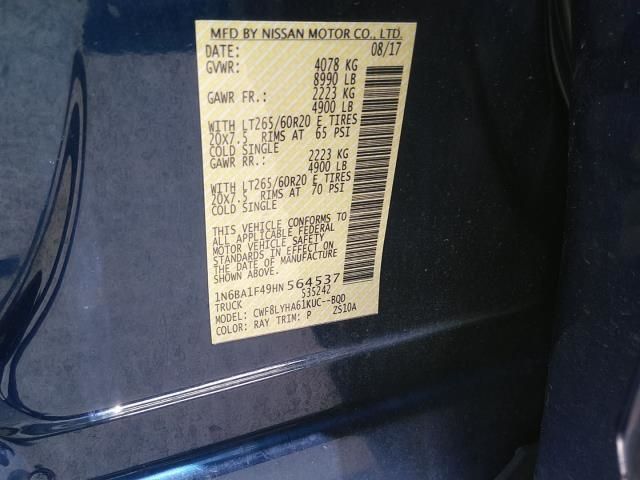 MFD BY NISSAN MOTOR CO., LTD.
DATE: 08/17
GVWR: 4078 KG
8990 LB
GAWR FR.: 2223 KG
4900 LB
WITH LT265/60R20 E TIRES
20X7.5 RIMS AT 65 PSI
COLD SINGLE
GAWR RR.: 2223 KG
4900 LB
WITH LT265/60R20 E TIRES
20X7.5 RIMS AT 70 PSI
COLD SINGLE
THIS VEHICLE CONFORMS TO
ALL APPLICABLE FEDERAL
MOTOR VEHICLE SAFETY
STANDARDS IN EFFECT ON
THE DATE OF MANUFACTURE
SHOWN ABOVE.
1N6BA1F49HN564537
TRUCK 535242
MODEL: CWF8LYHA61KUC--BQD
COLOR: RAY TRIM: P ZS10A